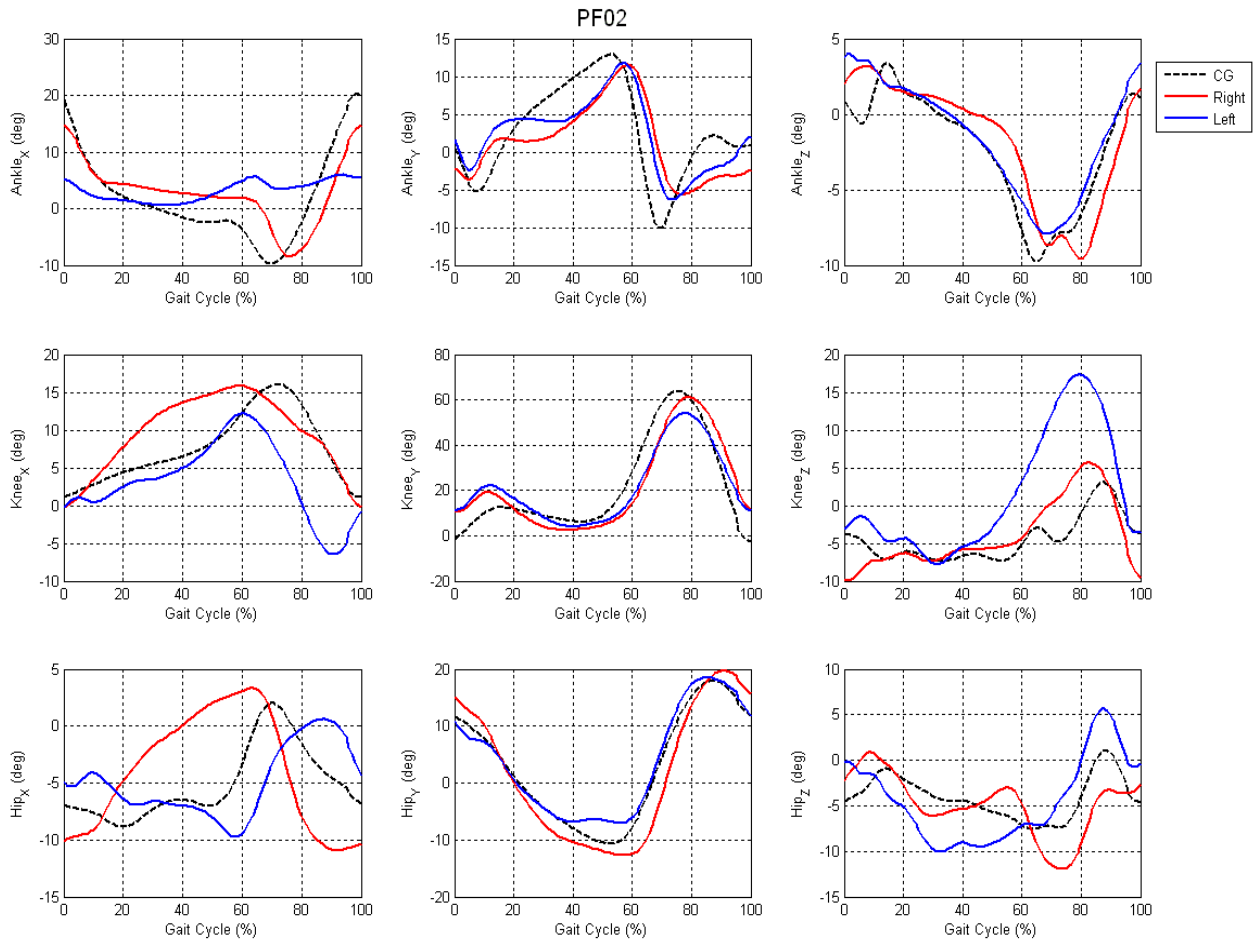 PF02
30
20
10
0
-10
Ankle_X (deg)
0 20 40 60 80 100
Gait Cycle (%)
15
10
5
0
-5
-10
-15
Ankle_Y (deg)
0 20 40 60 80 100
Gait Cycle (%)
5
0
-5
-10
Ankle_Z (deg)
0 20 40 60 80 100
Gait Cycle (%)
CG
Right
Left
20
15
10
5
0
-5
-10
Knee_X (deg)
0 20 40 60 80 100
Gait Cycle (%)
80
60
40
20
0
-20
Knee_Y (deg)
0 20 40 60 80 100
Gait Cycle (%)
20
15
10
5
0
-5
-10
Knee_Z (deg)
0 20 40 60 80 100
Gait Cycle (%)
5
0
-5
-10
-15
Hip_X (deg)
0 20 40 60 80 100
Gait Cycle (%)
20
10
0
-10
-20
Hip_Y (deg)
0 20 40 60 80 100
Gait Cycle (%)
10
5
0
-5
-10
-15
Hip_Z (deg)
0 20 40 60 80 100
Gait Cycle (%)